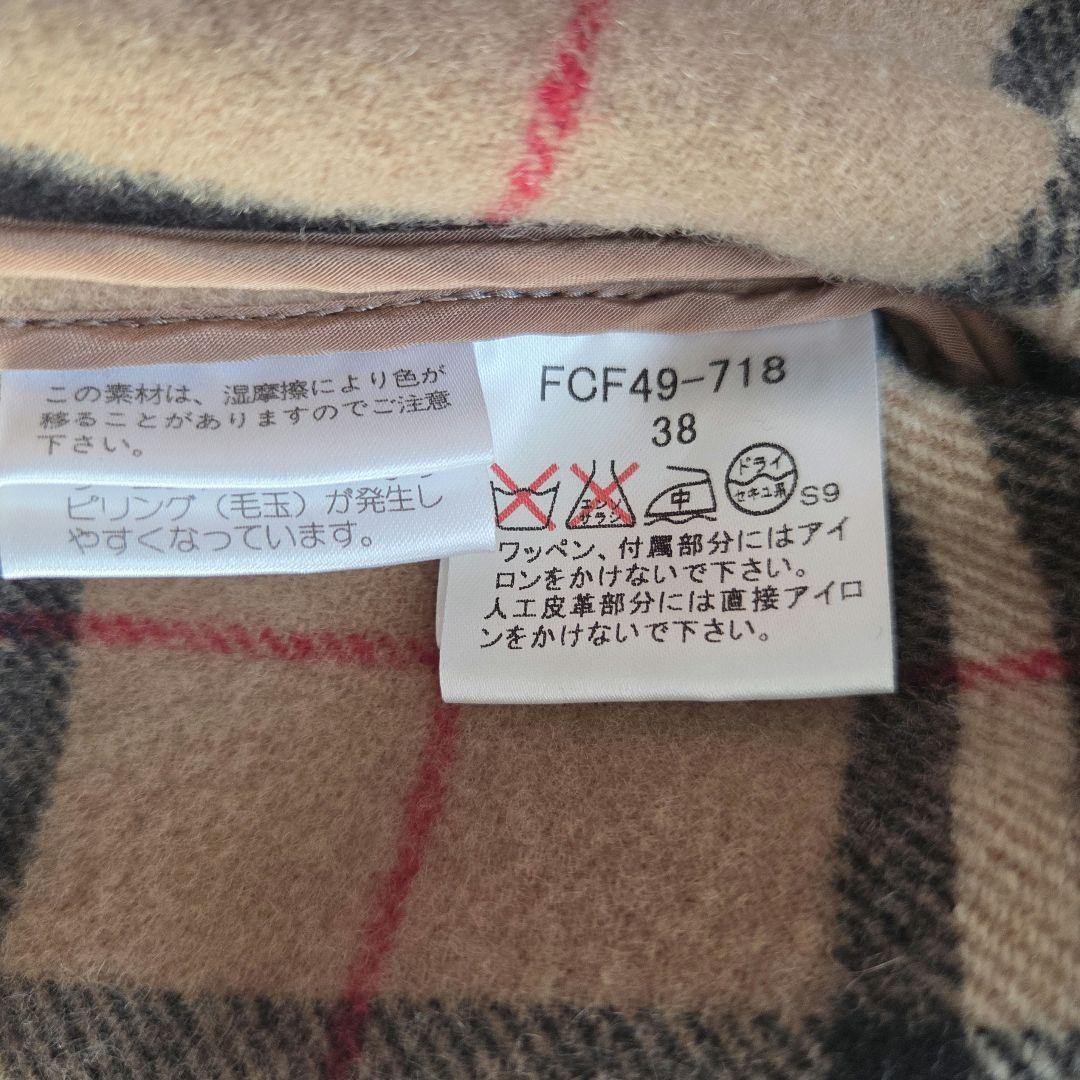 この素材は、湿摩擦により色が
移ることがありますのでご注意
下さい。
ピリング（毛玉）が発生し
やすくなっています。
FCF49-718
38
エンソ
サラシ
中
ドライ
セキユ系
S9
ワッペン、付属部分にはアイ
ロンをかけないで下さい。
人工皮革部分には直接アイロ
ンをかけないで下さい。